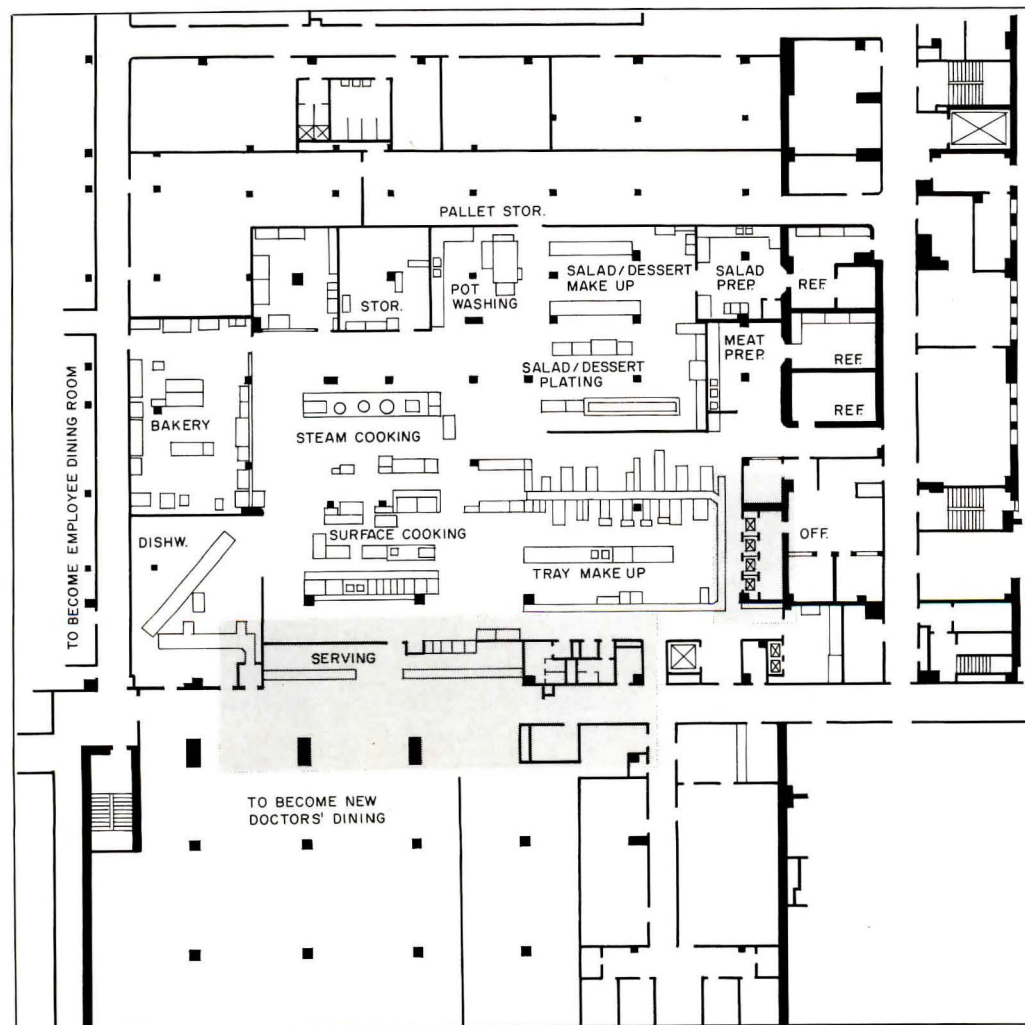 PALLET STOR.
STOR.
POT
WASHING
SALAD/DESSERT
MAKE UP
SALAD
PREP.
REF.
MEAT
PREP.
REF.
REF.
SALAD/DESSERT
PLATING
BAKERY
STEAM COOKING
TO BECOME EMPLOYEE DINING ROOM
DISHW.
SURFACE COOKING
TRAY MAKE UP
OFF.
SERVING
TO BECOME NEW
DOCTORS' DINING